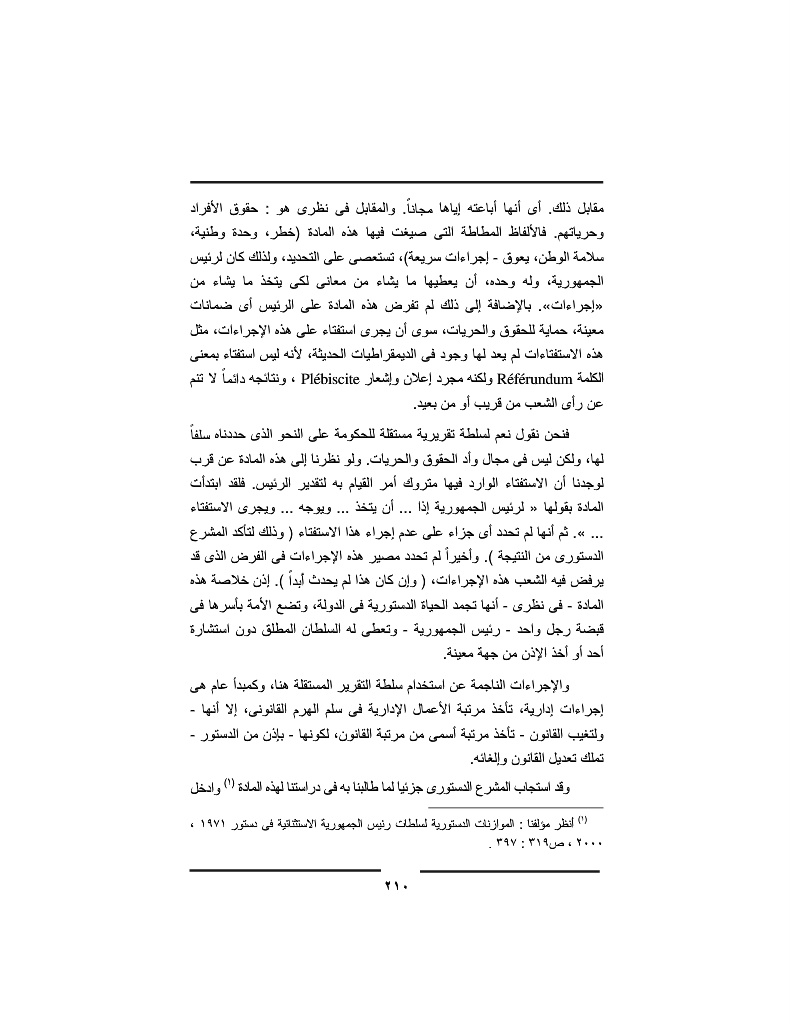 مقابل ذلك. أى أنها أباعته إياها مجاناً. والمقابل فى نظرى هو : حقوق الأفراد
وحرياتهم. فالألفاظ المطاطة التى صيغت فيها هذه المادة (خطر، وحدة وطنية،
سلامة الوطن، يعوق - إجراءات سريعة)، تستعصى على التحديد، ولذلك كان لرئيس
الجمهورية، وله وحده، أن يعطيها ما يشاء من معانى لكى يتخذ ما يشاء من
«إجراءات». بالإضافة إلى ذلك لم تفرض هذه المادة على الرئيس أى ضمانات
معينة، حماية للحقوق والحريات، سوى أن يجرى استفتاء على هذه الإجراءات، مثل
هذه الاستفتاءات لم يعد لها وجود فى الديمقراطيات الحديثة، لأنه ليس استفتاء بمعنى
الكلمة Référundum ولكنه مجرد إعلان وإشعار Plébiscite ، ونتائجه دائماً لا تنم
عن رأى الشعب من قريب أو من بعيد.
فنحن نقول نعم لسلطة تقريرية مستقلة للحكومة على النحو الذى حددناه سلفاً
لها، ولكن ليس فى مجال وأد الحقوق والحريات. ولو نظرنا إلى هذه المادة عن قرب
لوجدنا أن الاستفتاء الوارد فيها متروك أمر القيام به لتقدير الرئيس. فلقد ابتدأت
المادة بقولها « لرئيس الجمهورية إذا ... أن يتخذ ... ويوجه ... ويجرى الاستفتاء
... ». ثم أنها لم تحدد أى جزاء على عدم إجراء هذا الاستفتاء ( وذلك لتأكد المشرع
الدستورى من النتيجة ). وأخيراً لم تحدد مصير هذه الإجراءات فى الفرض الذى قد
يرفض فيه الشعب هذه الإجراءات، ( وإن كان هذا لم يحدث أبداً ). إذن خلاصة هذه
المادة - فى نظرى - أنها تجمد الحياة الدستورية فى الدولة، وتضع الأمة بأسرها فى
قبضة رجل واحد - رئيس الجمهورية - وتعطى له السلطان المطلق دون استشارة
أحد أو أخذ الإذن من جهة معينة.
والإجراءات الناجمة عن استخدام سلطة التقرير المستقلة هنا، وكمبدأ عام هى
إجراءات إدارية، تأخذ مرتبة الأعمال الإدارية فى سلم الهرم القانونى، إلا أنها -
ولتغيب القانون - تأخذ مرتبة أسمى من مرتبة القانون، لكونها - بإذن من الدستور -
تملك تعديل القانون وإلغائه.
وقد استجاب المشرع الدستورى جزئيا لما طالبنا به فى دراستنا لهذه المادة (١) وادخل
(١) أنظر مؤلفنا : الموازنات الدستورية لسلطات رئيس الجمهورية الاستثنائية فى دستور ١٩٧١ ،
٢٠٠٠ ، ص٣١٩ : ٣٩٧ .
٢١٠